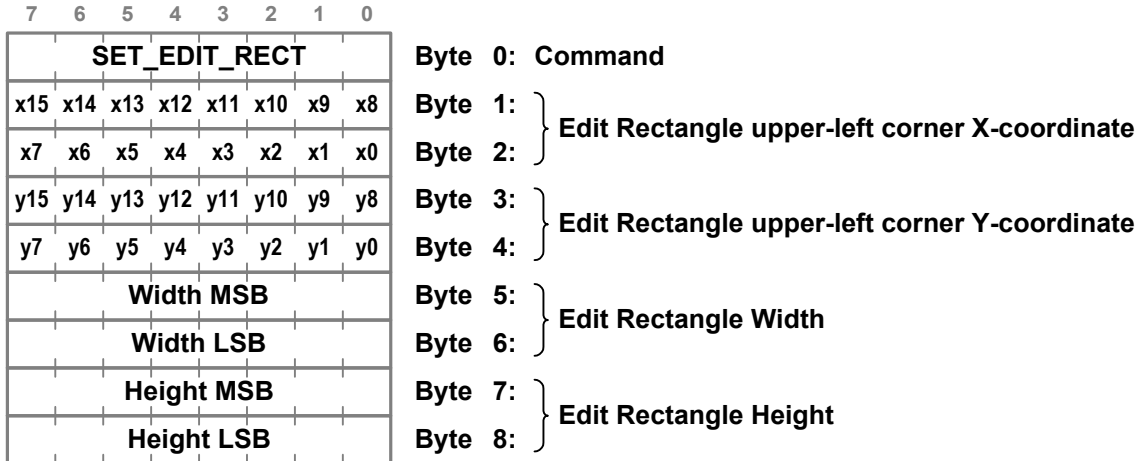 7 6 5 4 3 2 1 0
SET_EDIT_RECT Byte 0: Command
x15 x14 x13 x12 x11 x10 x9 x8 Byte 1:
Edit Rectangle upper-left corner X-coordinate
x7 x6 x5 x4 x3 x2 x1 x0 Byte 2:
y15 y14 y13 y12 y11 y10 y9 y8 Byte 3:
Edit Rectangle upper-left corner Y-coordinate
y7 y6 y5 y4 y3 y2 y1 y0 Byte 4:
Width MSB Byte 5:
Edit Rectangle Width
Width LSB Byte 6:
Height MSB Byte 7:
Edit Rectangle Height
Height LSB Byte 8: